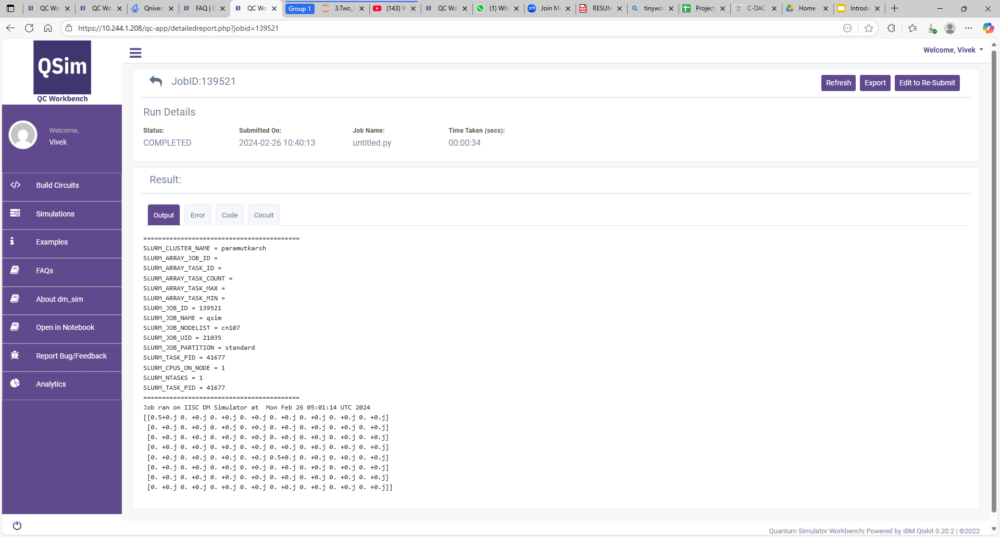 QC Wo
QC Wo
Qniver
FAQ | C
QC Wo
Group 1
3.Two_
(143) W
QC Wo
(1) Wha
Join M
RESUM
tinywo
Project
C-DAC
Home
Introdu
https://10.244.1.208/qc-app/detailedreport.php?jobid=139521
QSim
QC Workbench
Welcome, Vivek
JobID:139521
Refresh
Export
Edit to Re-Submit
Run Details
Status:
Submitted On:
Job Name:
Time Taken (secs):
COMPLETED
2024-02-26 10:40:13
untitled.py
00:00:34
Welcome,
Vivek
Build Circuits
Simulations
Examples
FAQs
About dm_sim
Open in Notebook
Report Bug/Feedback
Analytics
Result:
Output
Error
Code
Circuit
==========================================
SLURM_CLUSTER_NAME = paramutkarsh
SLURM_ARRAY_JOB_ID =
SLURM_ARRAY_TASK_ID =
SLURM_ARRAY_TASK_COUNT =
SLURM_ARRAY_TASK_MAX =
SLURM_ARRAY_TASK_MIN =
SLURM_JOB_ID = 139521
SLURM_JOB_NAME = qsim
SLURM_JOB_NODELIST = cn107
SLURM_JOB_UID = 21035
SLURM_JOB_PARTITION = standard
SLURM_TASK_PID = 41677
SLURM_CPUS_ON_NODE = 1
SLURM_NTASKS = 1
SLURM_TASK_PID = 41677
==========================================
Job ran on IISC DM Simulator at  Mon Feb 26 05:01:14 UTC 2024
[[0.5+0.j 0. +0.j 0. +0.j 0. +0.j 0. +0.j 0. +0.j 0. +0.j 0. +0.j]
[0. +0.j 0. +0.j 0. +0.j 0. +0.j 0. +0.j 0. +0.j 0. +0.j 0. +0.j]
[0. +0.j 0. +0.j 0. +0.j 0. +0.j 0. +0.j 0. +0.j 0. +0.j 0. +0.j]
[0. +0.j 0. +0.j 0. +0.j 0. +0.j 0. +0.j 0. +0.j 0. +0.j 0. +0.j]
[0. +0.j 0. +0.j 0. +0.j 0. +0.j 0.5+0.j 0. +0.j 0. +0.j 0. +0.j]
[0. +0.j 0. +0.j 0. +0.j 0. +0.j 0. +0.j 0. +0.j 0. +0.j 0. +0.j]
[0. +0.j 0. +0.j 0. +0.j 0. +0.j 0. +0.j 0. +0.j 0. +0.j 0. +0.j]
[0. +0.j 0. +0.j 0. +0.j 0. +0.j 0. +0.j 0. +0.j 0. +0.j 0. +0.j]]
Quantum Simulator Workbench| Powered by IBM Qiskit 0.20.2 | ©2022